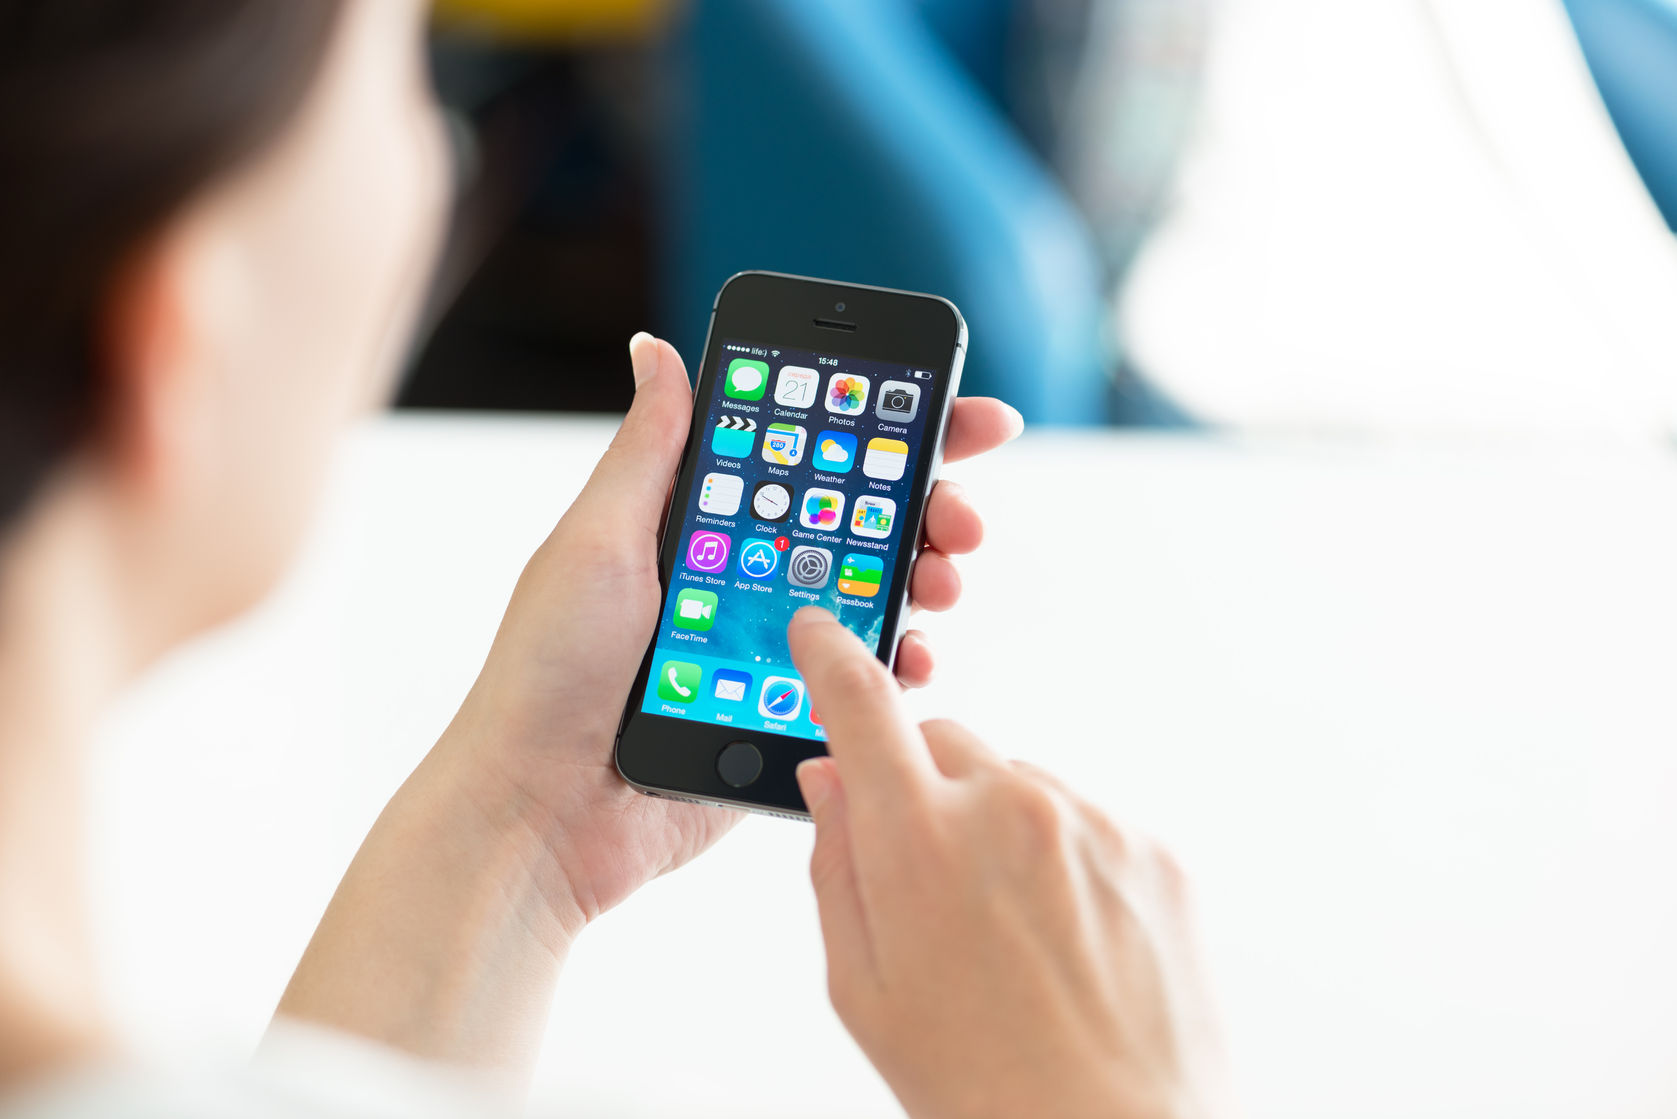 life:) 15:48
Messages Calendar Photos Camera
21
Videos Maps Weather Notes
280
Reminders Clock Game Center Newsstand
1
iTunes Store App Store Settings Passbook
FaceTime
Phone Mail Safari